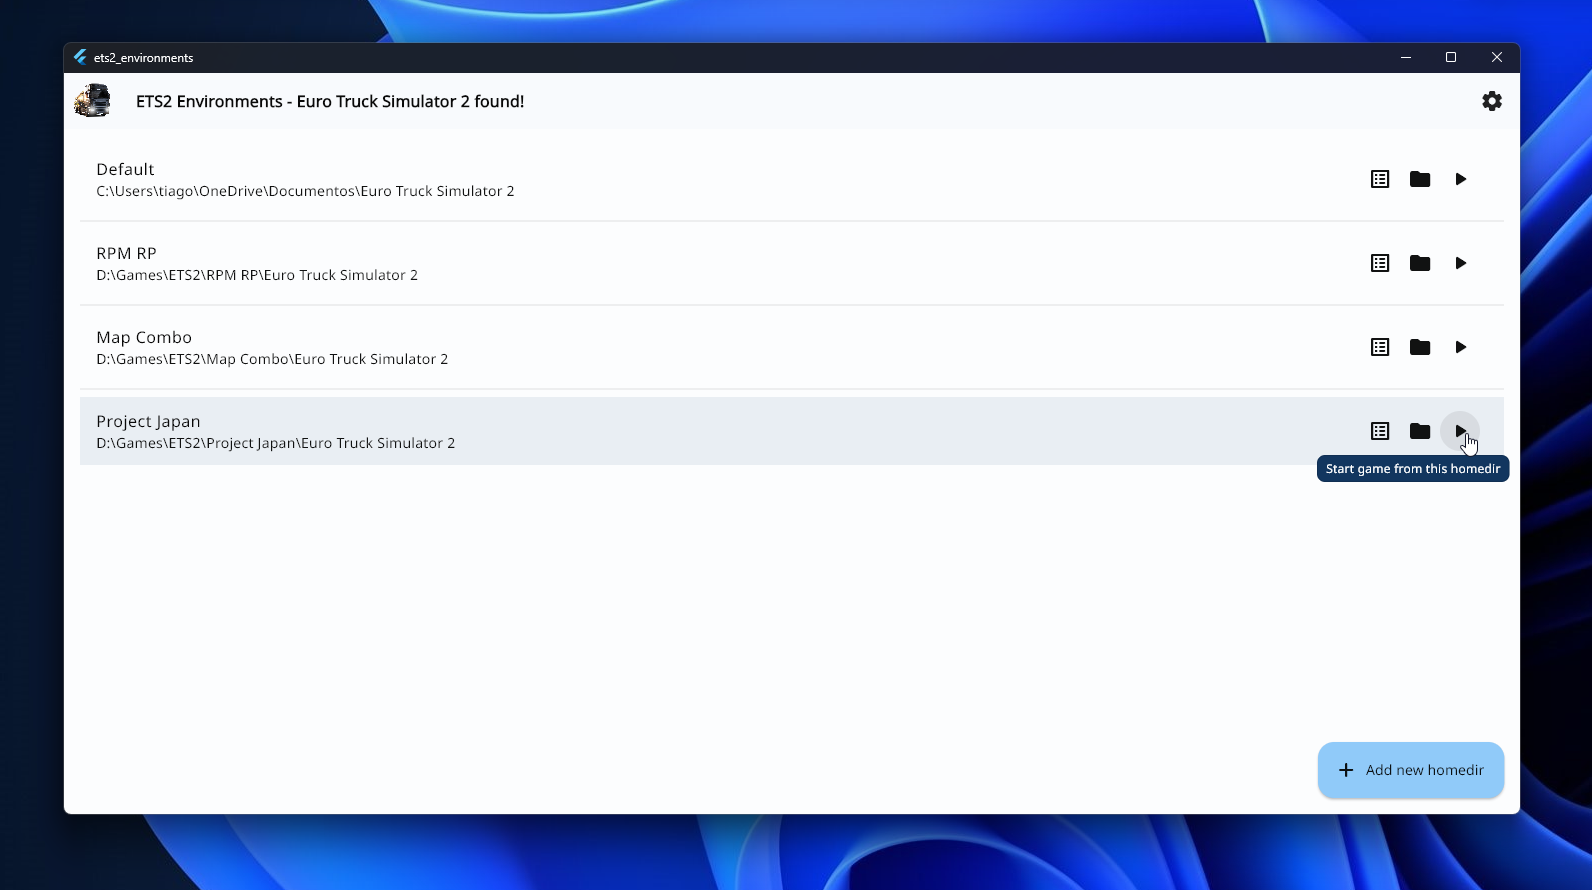 ets2_environments
ETS2 Environments - Euro Truck Simulator 2 found!
Default
C:\Users\tiago\OneDrive\Documentos\Euro Truck Simulator 2
RPM RP
D:\Games\ETS2\RPM RP\Euro Truck Simulator 2
Map Combo
D:\Games\ETS2\Map Combo\Euro Truck Simulator 2
Project Japan
D:\Games\ETS2\Project Japan\Euro Truck Simulator 2
Start game from this homedir
Add new homedir